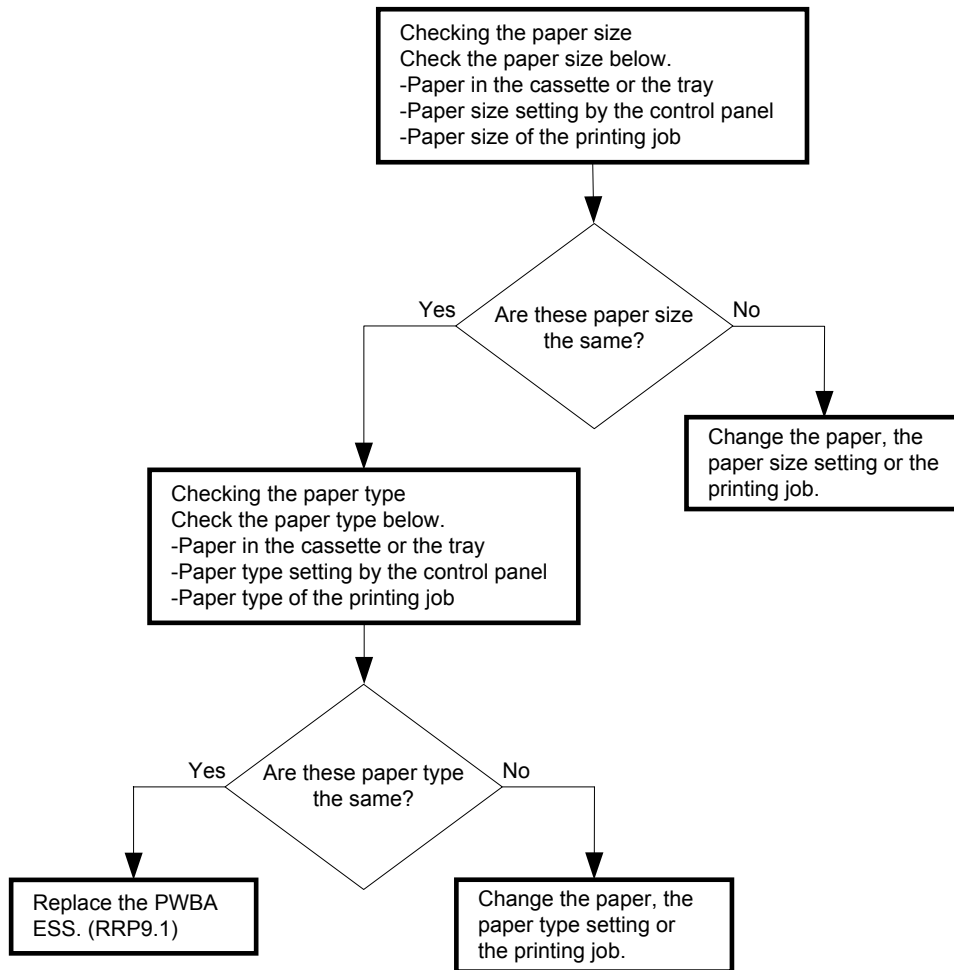 Checking the paper size
Check the paper size below.
-Paper in the cassette or the tray
-Paper size setting by the control panel
-Paper size of the printing job
Are these paper size
the same?
Yes
No
Change the paper, the
paper size setting or the
printing job.
Checking the paper type
Check the paper type below.
-Paper in the cassette or the tray
-Paper type setting by the control panel
-Paper type of the printing job
Are these paper type
the same?
Yes
No
Replace the PWBA
ESS. (RRP9.1)
Change the paper, the
paper type setting or
the printing job.